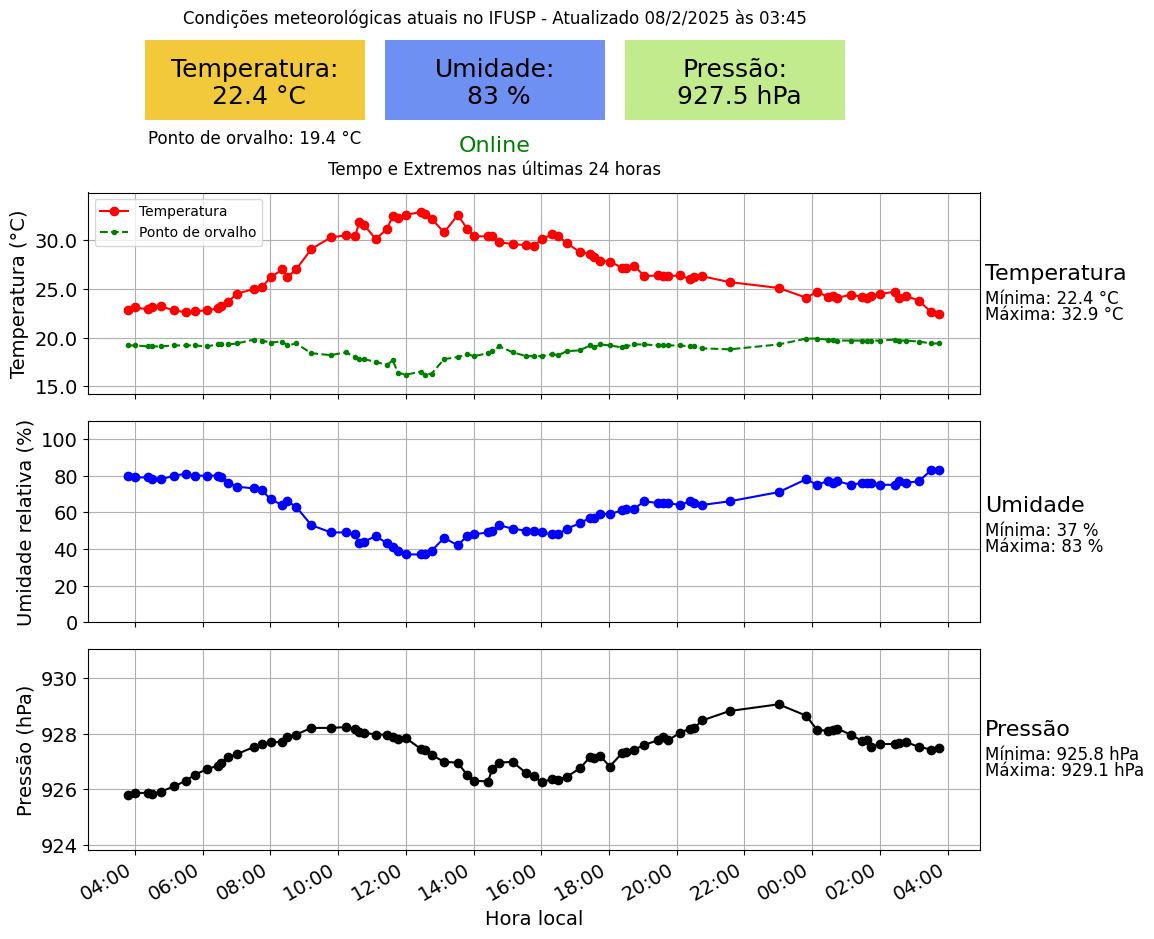 Condições meteorológicas atuais no IFUSP - Atualizado 08/2/2025 às 03:45
Temperatura:
22.4 °C
Umidade:
83 %
Pressão:
927.5 hPa
Ponto de orvalho: 19.4 °C
Online
Tempo e Extremos nas últimas 24 horas
Temperatura (°C)
30.0
25.0
20.0
15.0
Temperatura
Ponto de orvalho
Temperatura
Mínima: 22.4 °C
Máxima: 32.9 °C
Umidade relativa (%)
100
80
60
40
20
0
Umidade
Mínima: 37 %
Máxima: 83 %
Pressão (hPa)
930
928
926
924
Pressão
Mínima: 925.8 hPa
Máxima: 929.1 hPa
04:00 06:00 08:00 10:00 12:00 14:00 16:00 18:00 20:00 22:00 00:00 02:00 04:00
Hora local